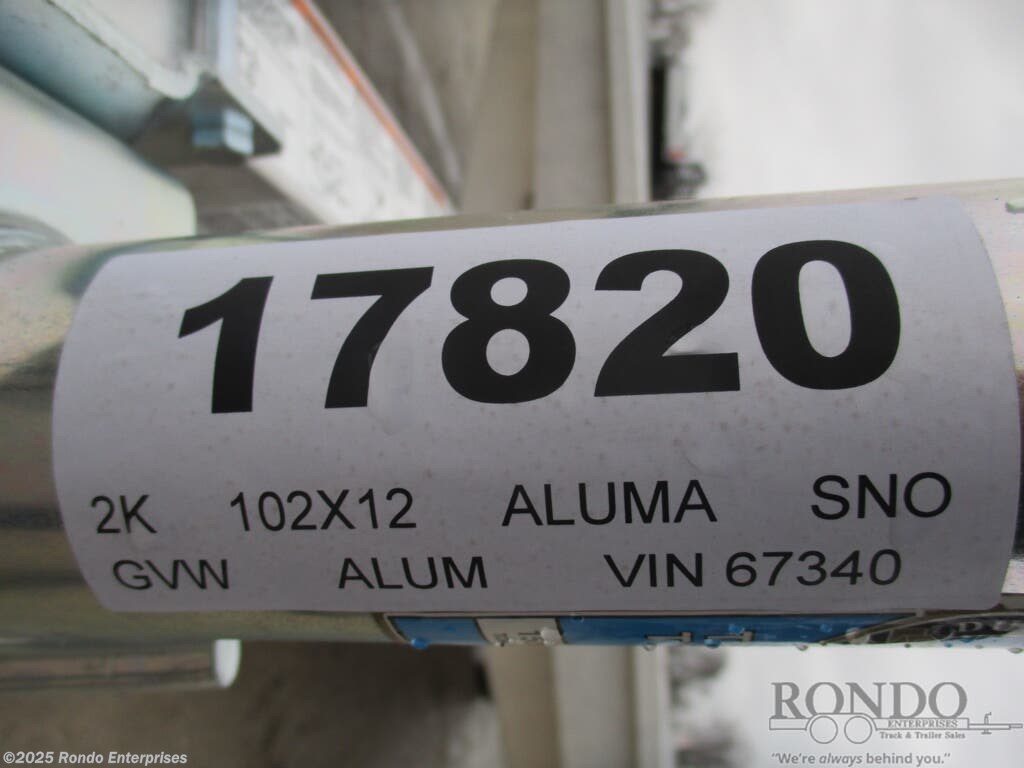 17820
2K 102X12 ALUMA SNO
GVW ALUM VIN 67340
RONDO
ENTERPRISES
Truck & Trailer Sales
"We're always behind you."
©2025 Rondo Enterprises